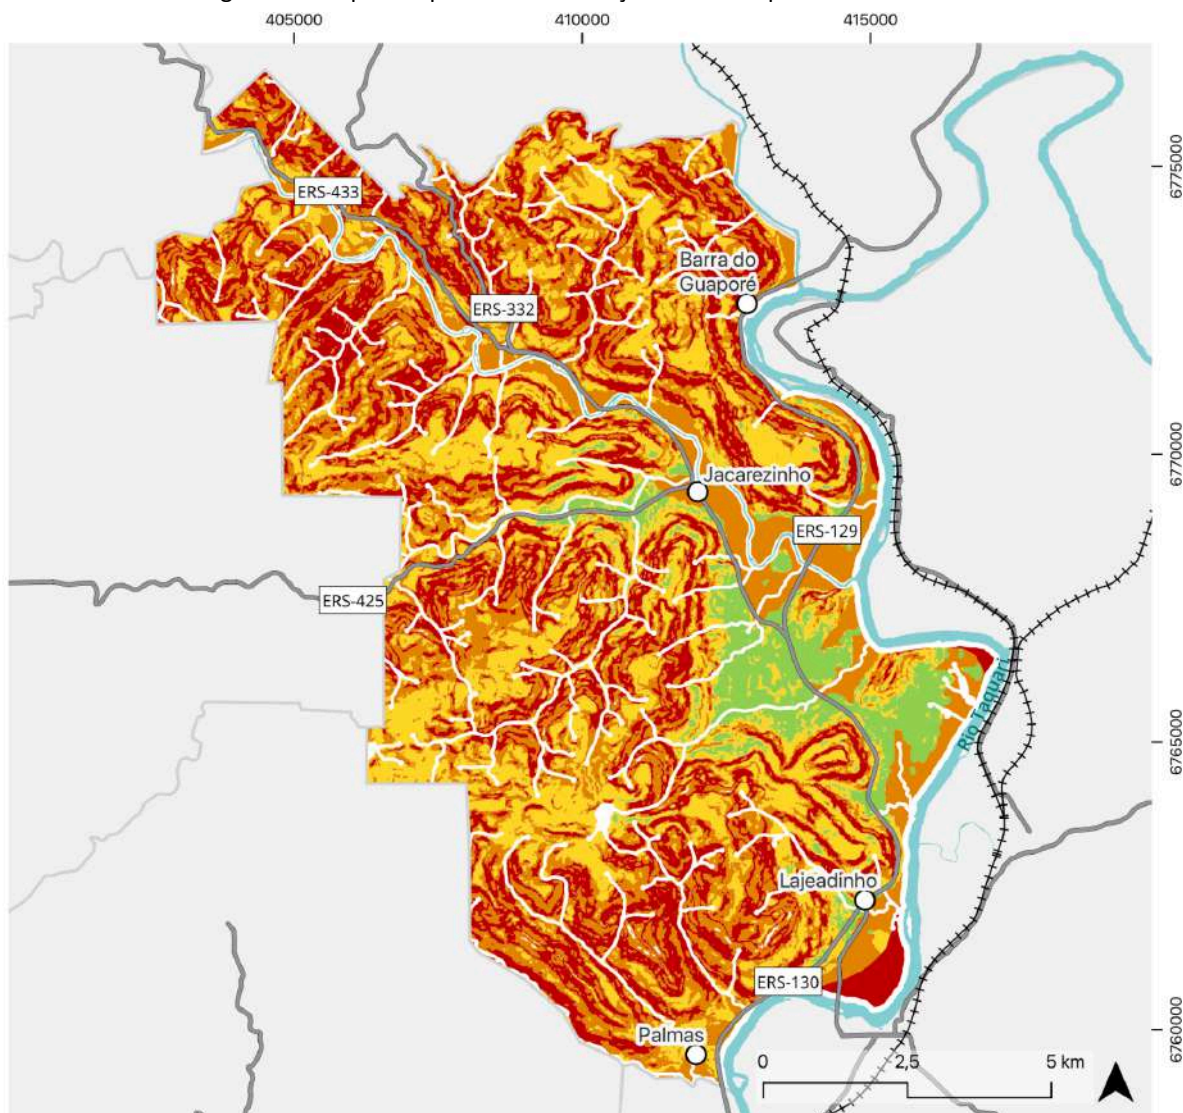 405000
410000
415000
6775000
ERS-433
Barra do
Guaporé
ERS-332
6770000
Jacarezinho
ERS-129
ERS-425
Rio Taquari
6765000
Lajeadinho
ERS-130
6760000
Palmas
0
2,5
5 km